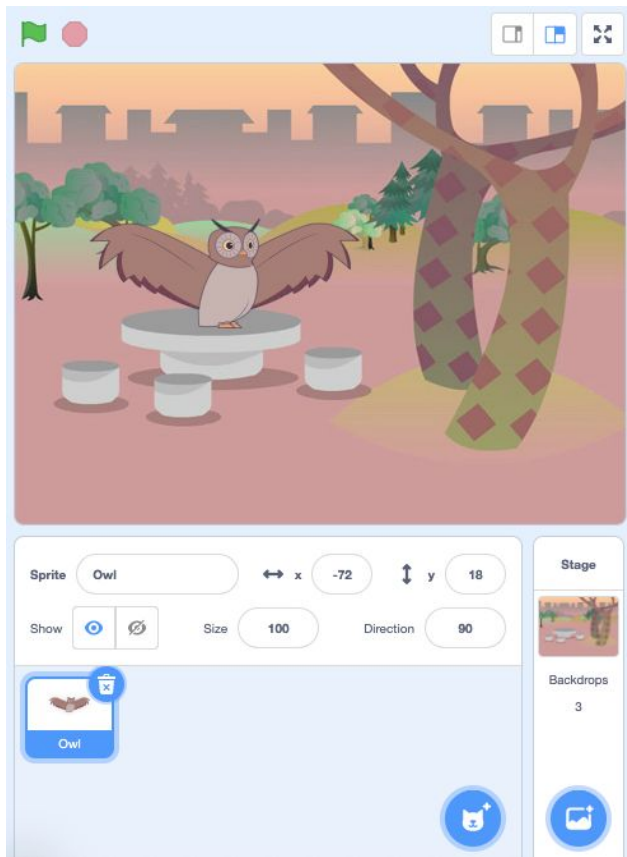 Sprite Owl x -72 y 18
Show Size 100 Direction 90
Owl
Stage
Backdrops
3